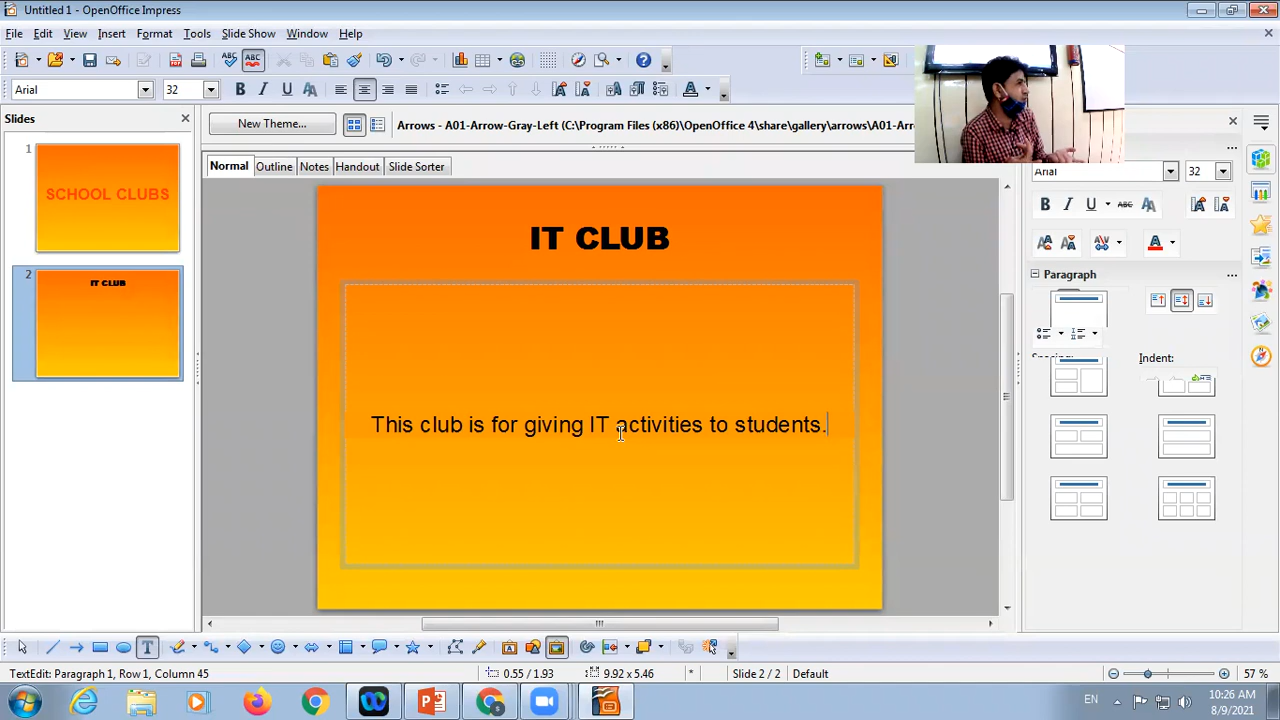 Untitled 1 - OpenOffice Impress
File Edit View Insert Format Tools Slide Show Window Help
Arial 32
Slides
New Theme...
Arrows - A01-Arrow-Gray-Left (C:\Program Files (x86)\OpenOffice 4\share\gallery\arrows\A01-Arr
Normal Outline Notes Handout Slide Sorter
1
SCHOOL CLUBS
2
IT CLUB
IT CLUB
This club is for giving IT activities to students.
Arial 32
Paragraph
Spacing:
Indent:
TextEdit: Paragraph 1, Row 1, Column 45
0.55 / 1.93
9.92 x 5.46
*
Slide 2 / 2
Default
57 %
EN
10:26 AM
8/9/2021